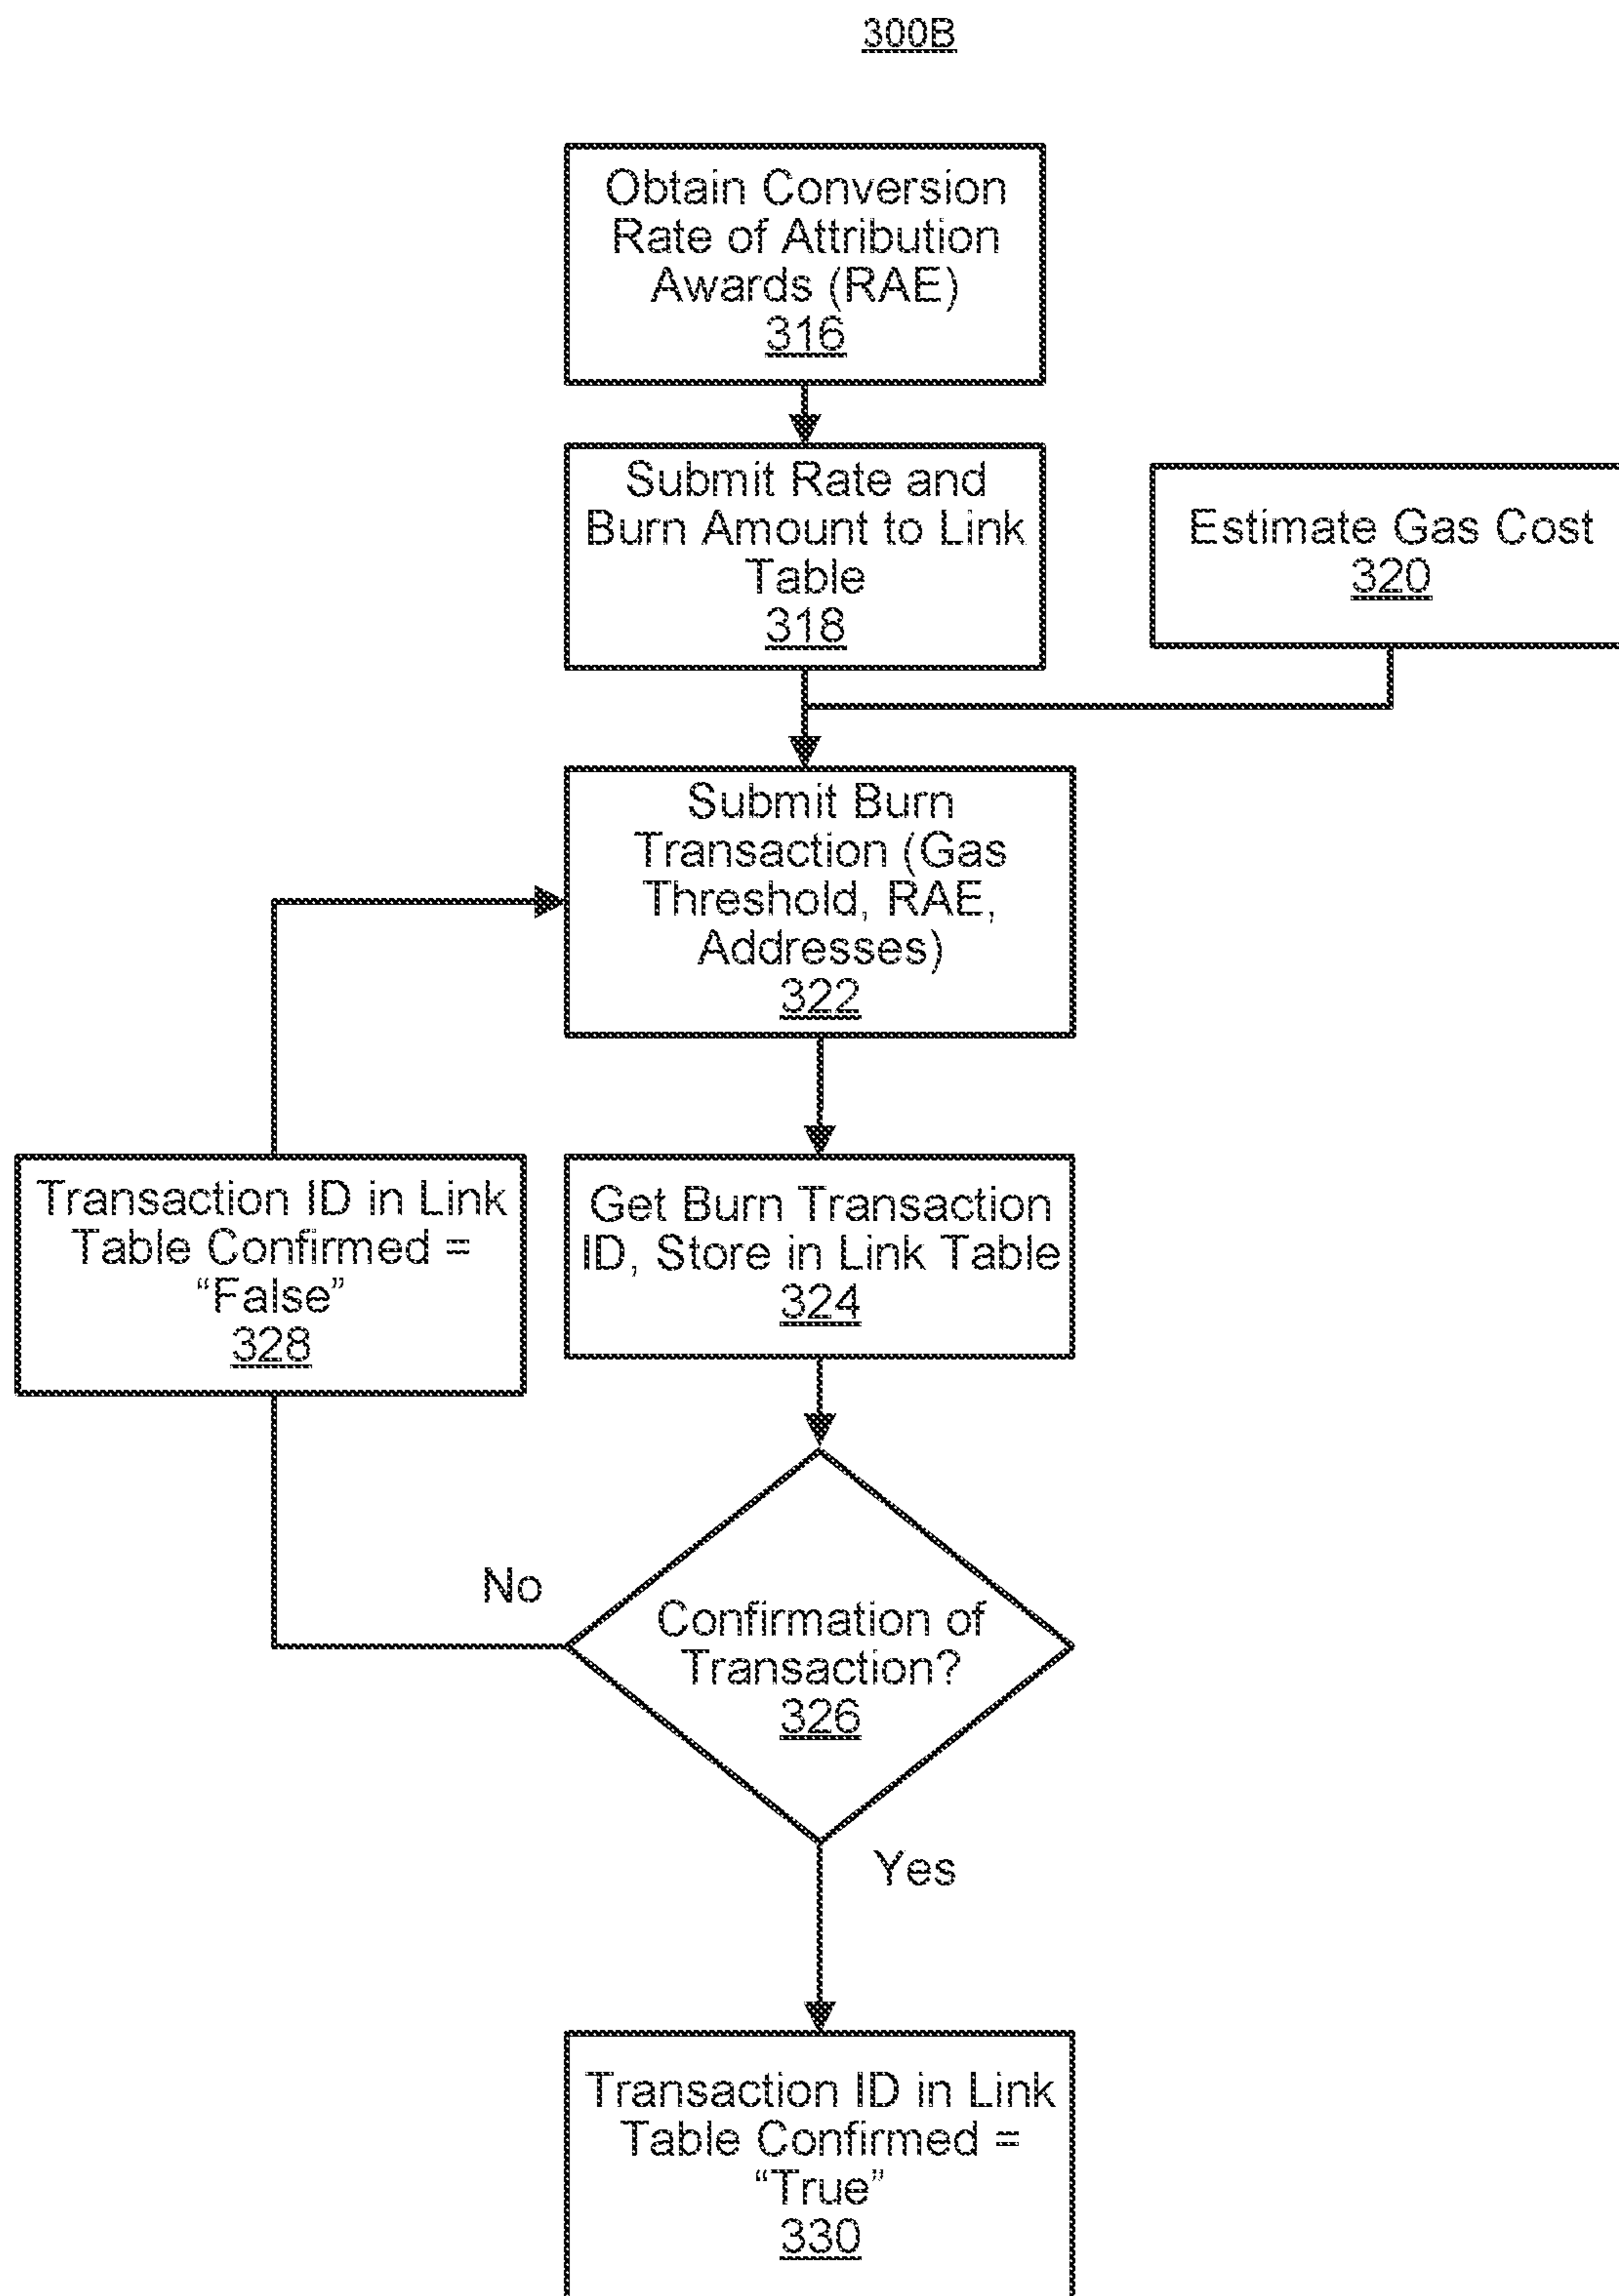 300B
Obtain Conversion
Rate of Attribution
Awards (RAE)
316
Submit Rate and
Burn Amount to Link
Table
318
Estimate Gas Cost
320
Submit Burn
Transaction (Gas
Threshold, RAE,
Addresses)
322
Transaction ID in Link
Table Confirmed =
“False”
328
Get Burn Transaction
ID, Store in Link Table
324
No
Confirmation of
Transaction?
326
Yes
Transaction ID in Link
Table Confirmed =
“True”
330